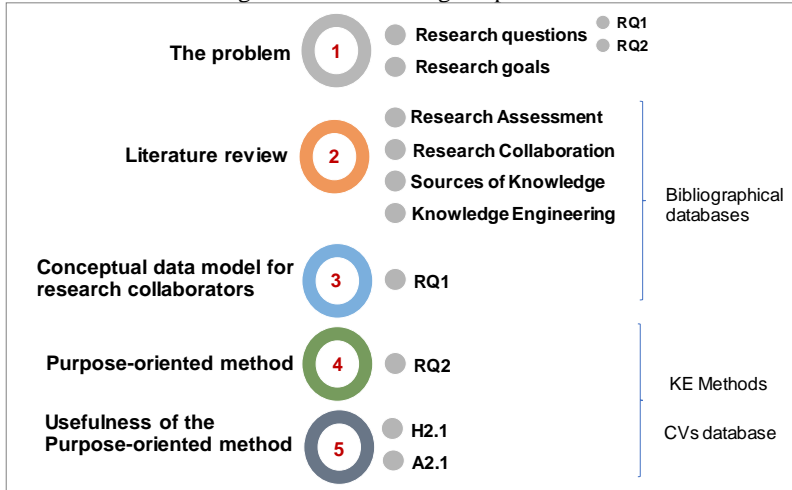 The problem
1
Research questions
RQ1
RQ2
Research goals
Literature review
2
Research Assessment
Research Collaboration
Sources of Knowledge
Knowledge Engineering
Bibliographical
databases
Conceptual data model for
research collaborators
3
RQ1
Purpose-oriented method
4
RQ2
KE Methods
CVs database
Usefulness of the
Purpose-oriented method
5
H2.1
A2.1